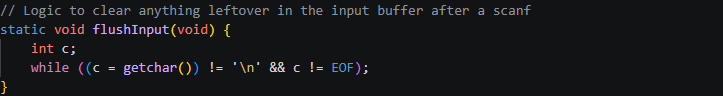 // Logic to clear anything leftover in the input buffer after a scanf
static void flushInput(void) {
    int c;
    while ((c = getchar()) != '\n' && c != EOF);
}